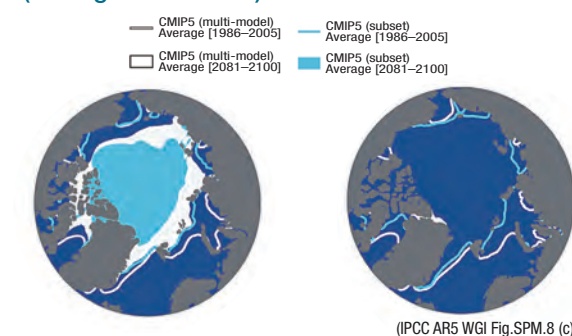 CMIP5 (multi-model)
Average [1986–2005]
CMIP5 (subset)
Average [1986–2005]
CMIP5 (multi-model)
Average [2081–2100]
CMIP5 (subset)
Average [2081–2100]
(IPCC AR5 WGI Fig.SPM.8 (c)